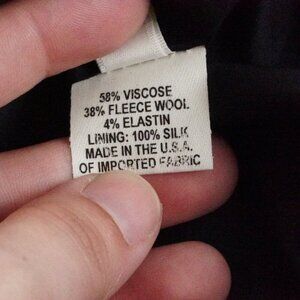 58% VISCOSE
38% FLEECE WOOL
4% ELASTIN
LINING: 100% SILK
MADE IN THE U.S.A.
OF IMPORTED FABRIC